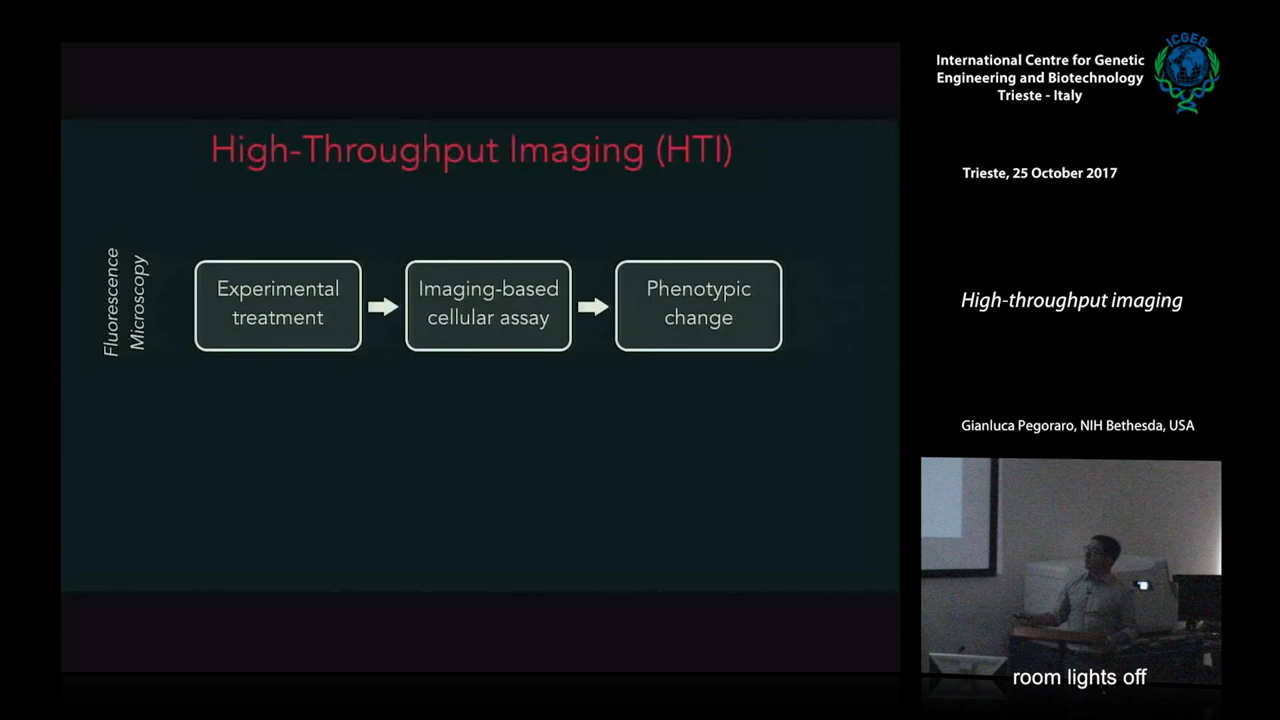 High-Throughput Imaging (HTI)
Fluorescence
Microscopy
Experimental
treatment
Imaging-based
cellular assay
Phenotypic
change
International Centre for Genetic
Engineering and Biotechnology
Trieste - Italy
ICGEB
Trieste, 25 October 2017
High-throughput imaging
Gianluca Pegoraro, NIH Bethesda, USA
room lights off